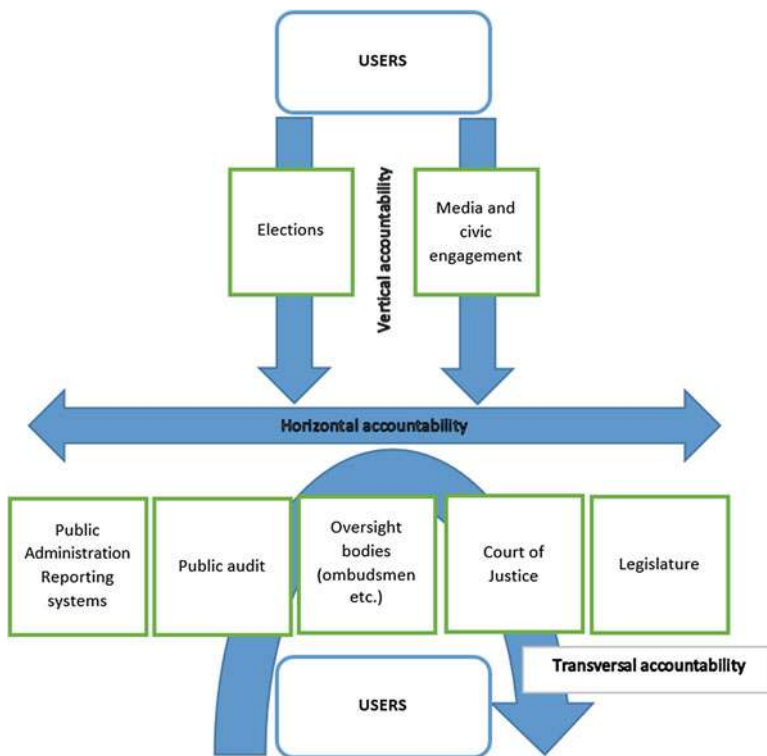 USERS
Elections
Media and
civic
engagement
Vertical accountability
Horizontal accountability
Public
Administration
Reporting
systems
Public audit
Oversight
bodies
(ombudsmen
etc.)
Court of
Justice
Legislature
Transversal accountability
USERS